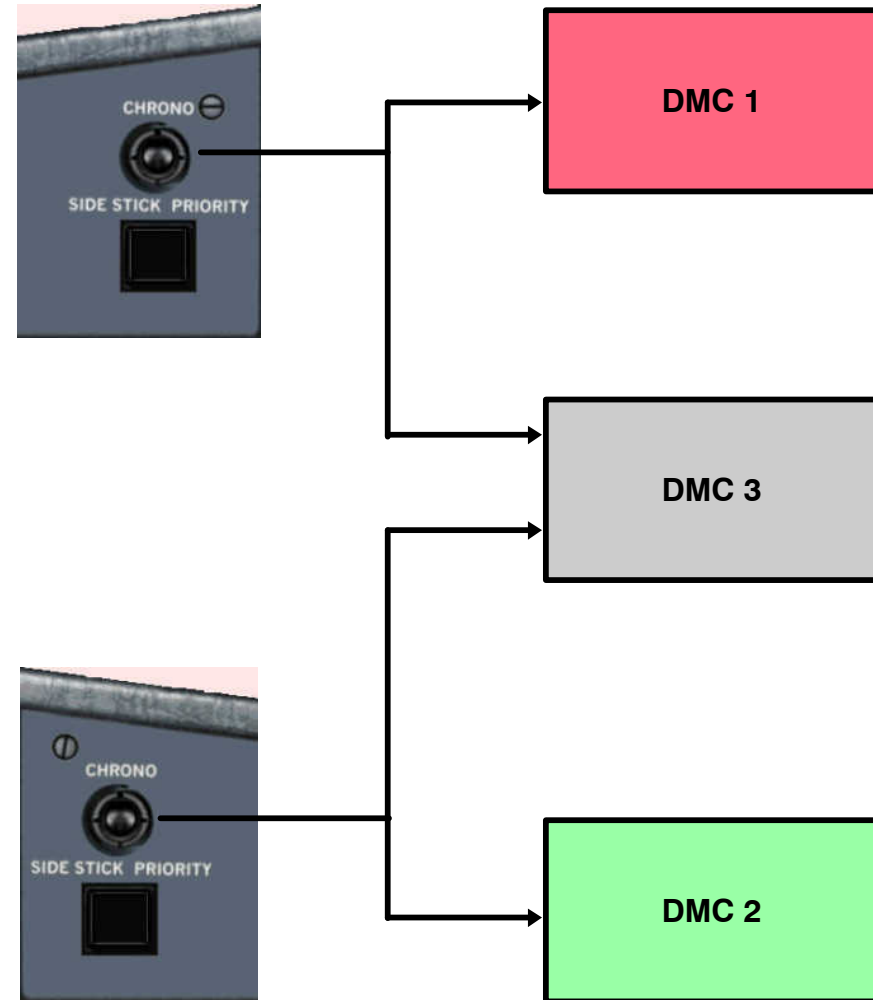 CHRONO
SIDE STICK PRIORITY
DMC 1
DMC 3
CHRONO
SIDE STICK PRIORITY
DMC 2